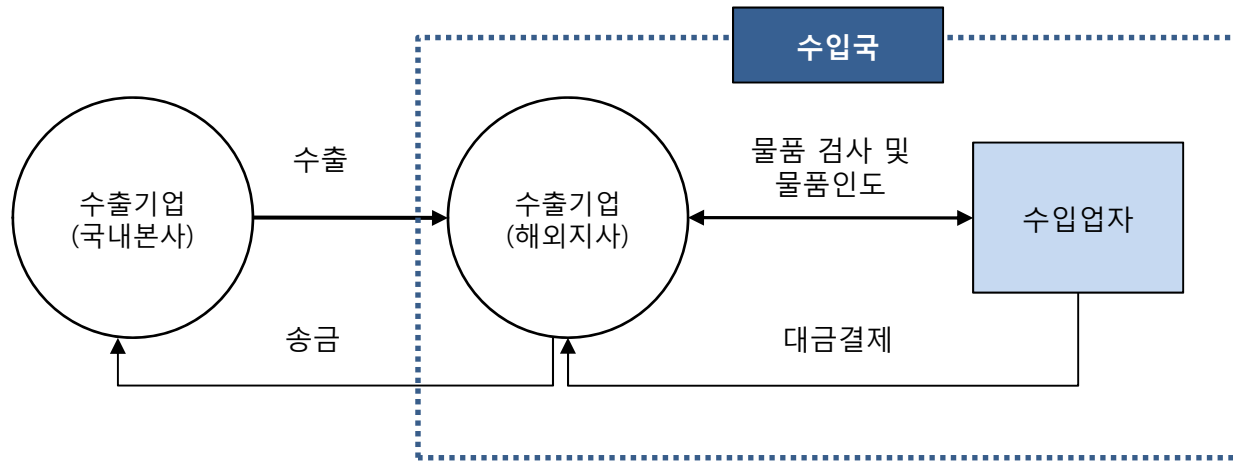 수입국
수출기업
(국내본사)
수출
수출기업
(해외지사)
물품 검사 및
물품인도
수입업자
송금
대금결제